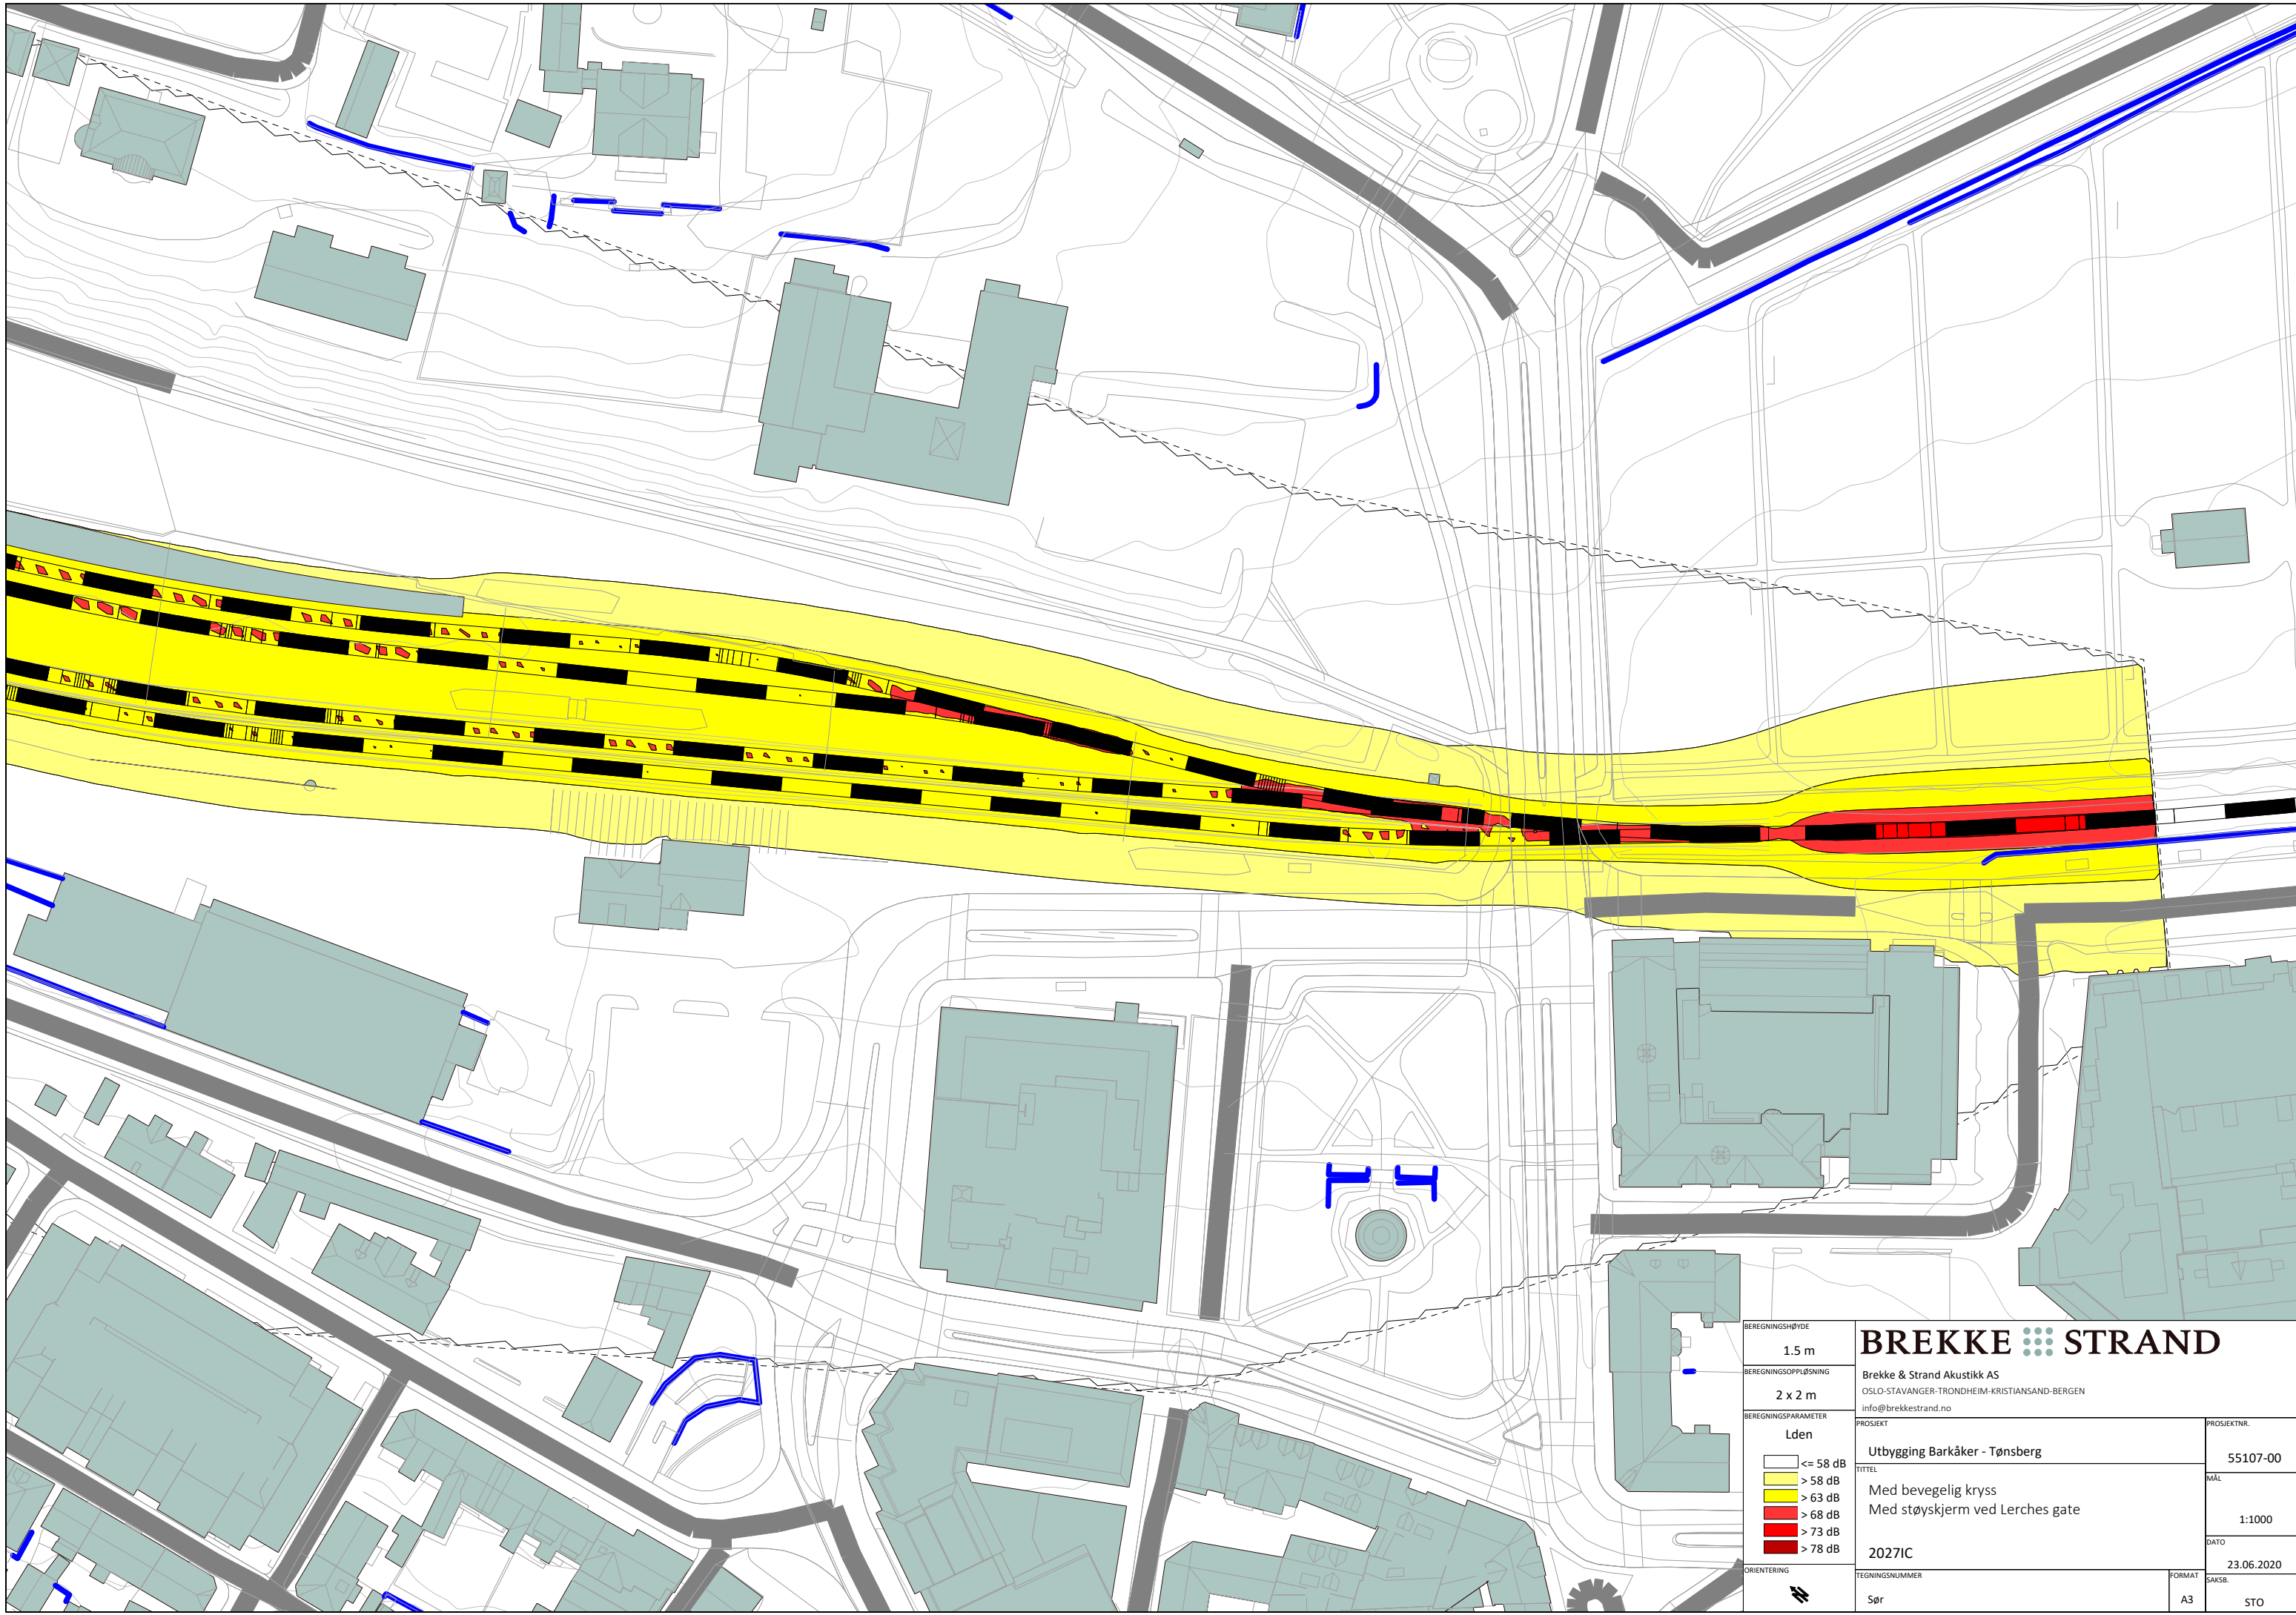 BEREGNINGSHØYDE
1.5 m
BEREGNINGSOPPLØSNING
2 x 2 m
BEREGNINGSPARAMETER
Lden
<= 58 dB
> 58 dB
> 63 dB
> 68 dB
> 73 dB
> 78 dB
ORIENTERING
BREKKE STRAND
Brekke & Strand Akustikk AS
OSLO-STAVANGER-TRONDHEIM-KRISTIANSAND-BERGEN
info@brekkestrand.no
PROSJEKT
Utbygging Barkåker - Tønsberg
PROSJEKTNR.
55107-00
TITTEL
Med bevegelig kryss
Med støyskjerm ved Lerches gate
2027IC
MÅL
1:1000
DATO
23.06.2020
TEGNINGSNUMMER
Sør
FORMAT
A3
SAKSB.
STO